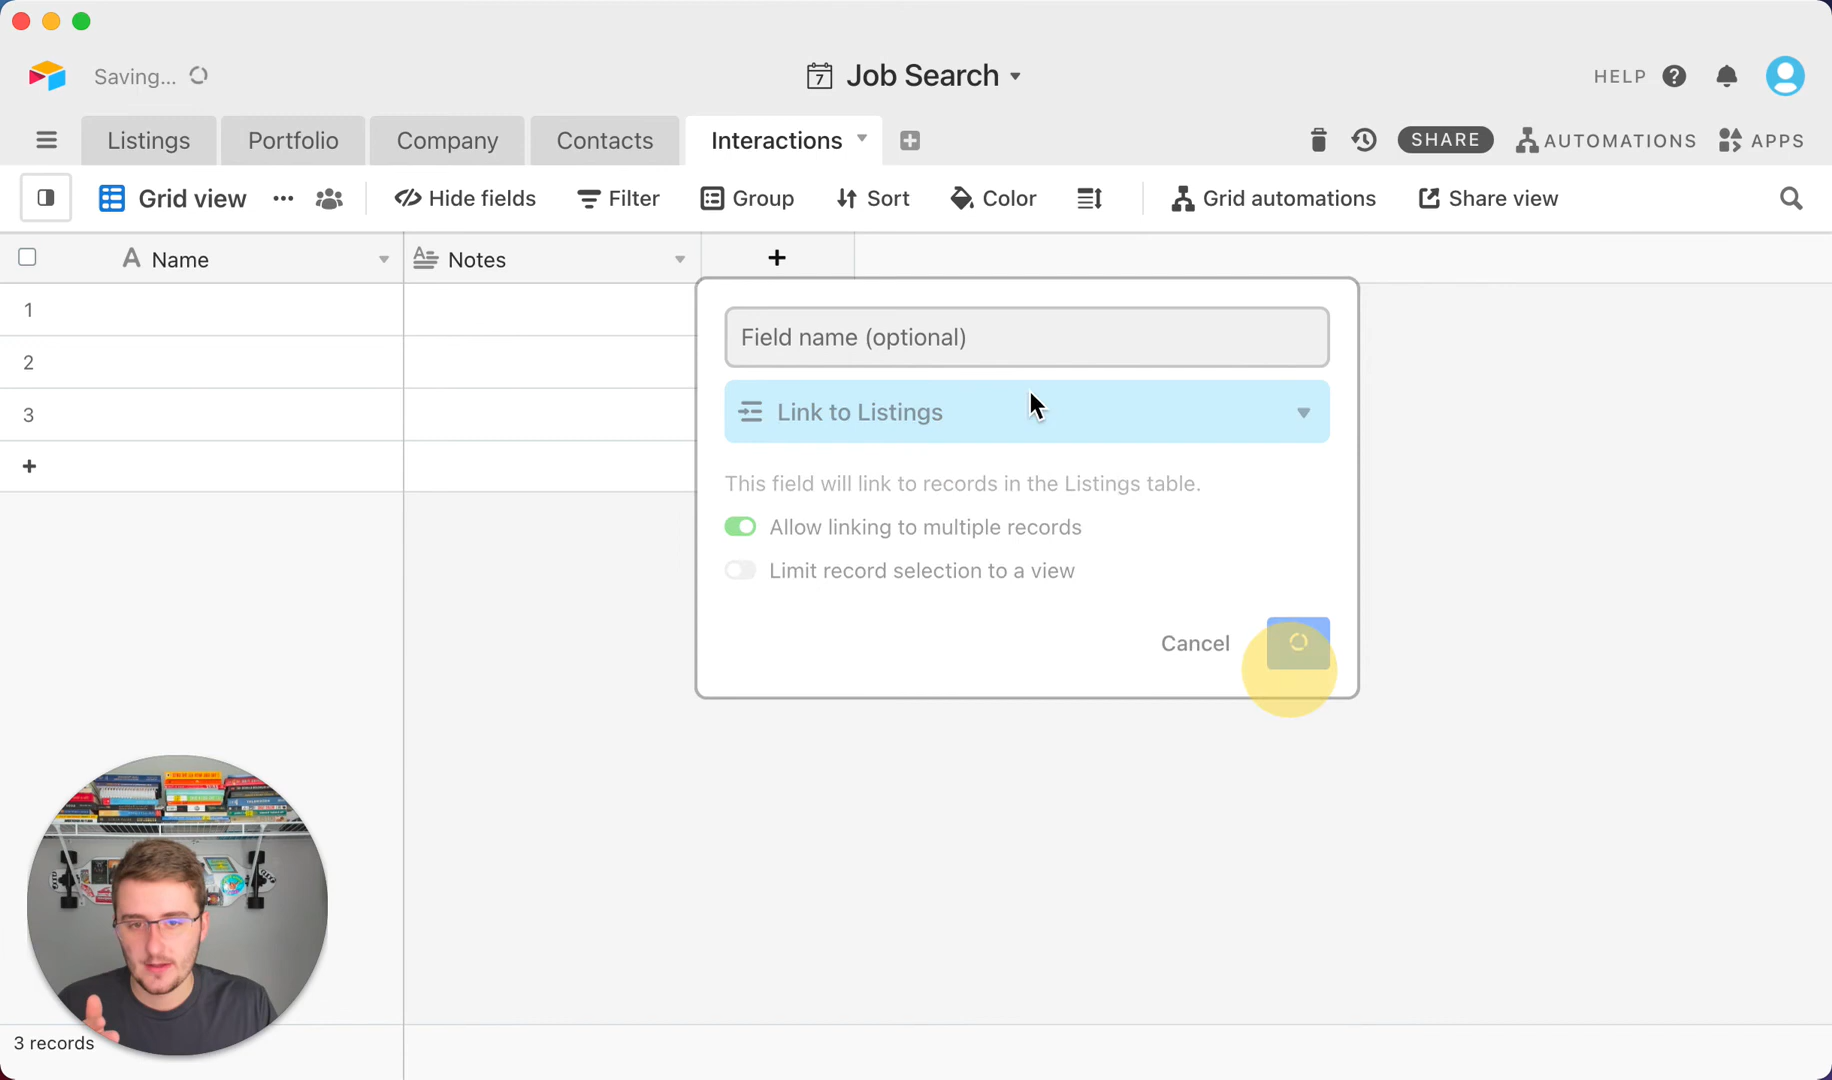 Saving...
7 Job Search
HELP ?
Listings
Portfolio
Company
Contacts
Interactions
SHARE
AUTOMATIONS
APPS
Grid view
Hide fields
Filter
Group
Sort
Color
Grid automations
Share view
A Name
A Notes
+
1
2
3
+
Field name (optional)
Link to Listings
This field will link to records in the Listings table.
Allow linking to multiple records
Limit record selection to a view
Cancel
3 records